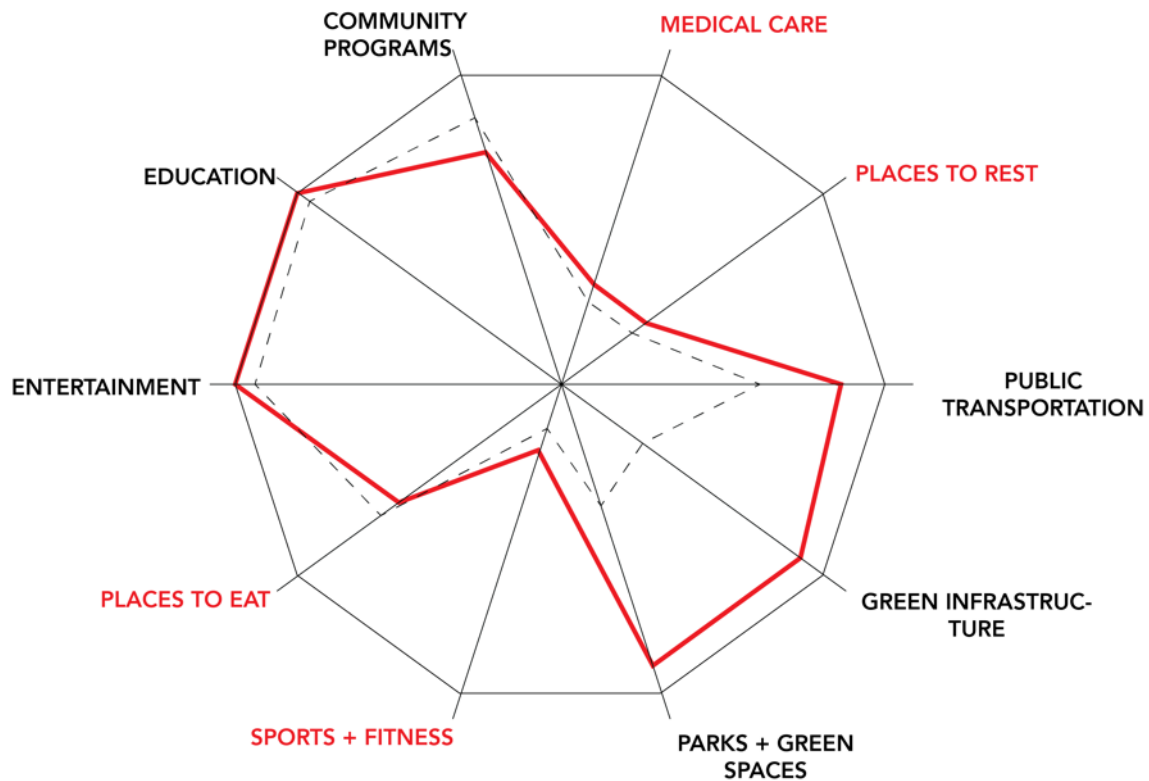 COMMUNITY
PROGRAMS
MEDICAL CARE
EDUCATION
PLACES TO REST
ENTERTAINMENT
PUBLIC
TRANSPORTATION
PLACES TO EAT
GREEN INFRASTRUC-
TURE
SPORTS + FITNESS
PARKS + GREEN
SPACES